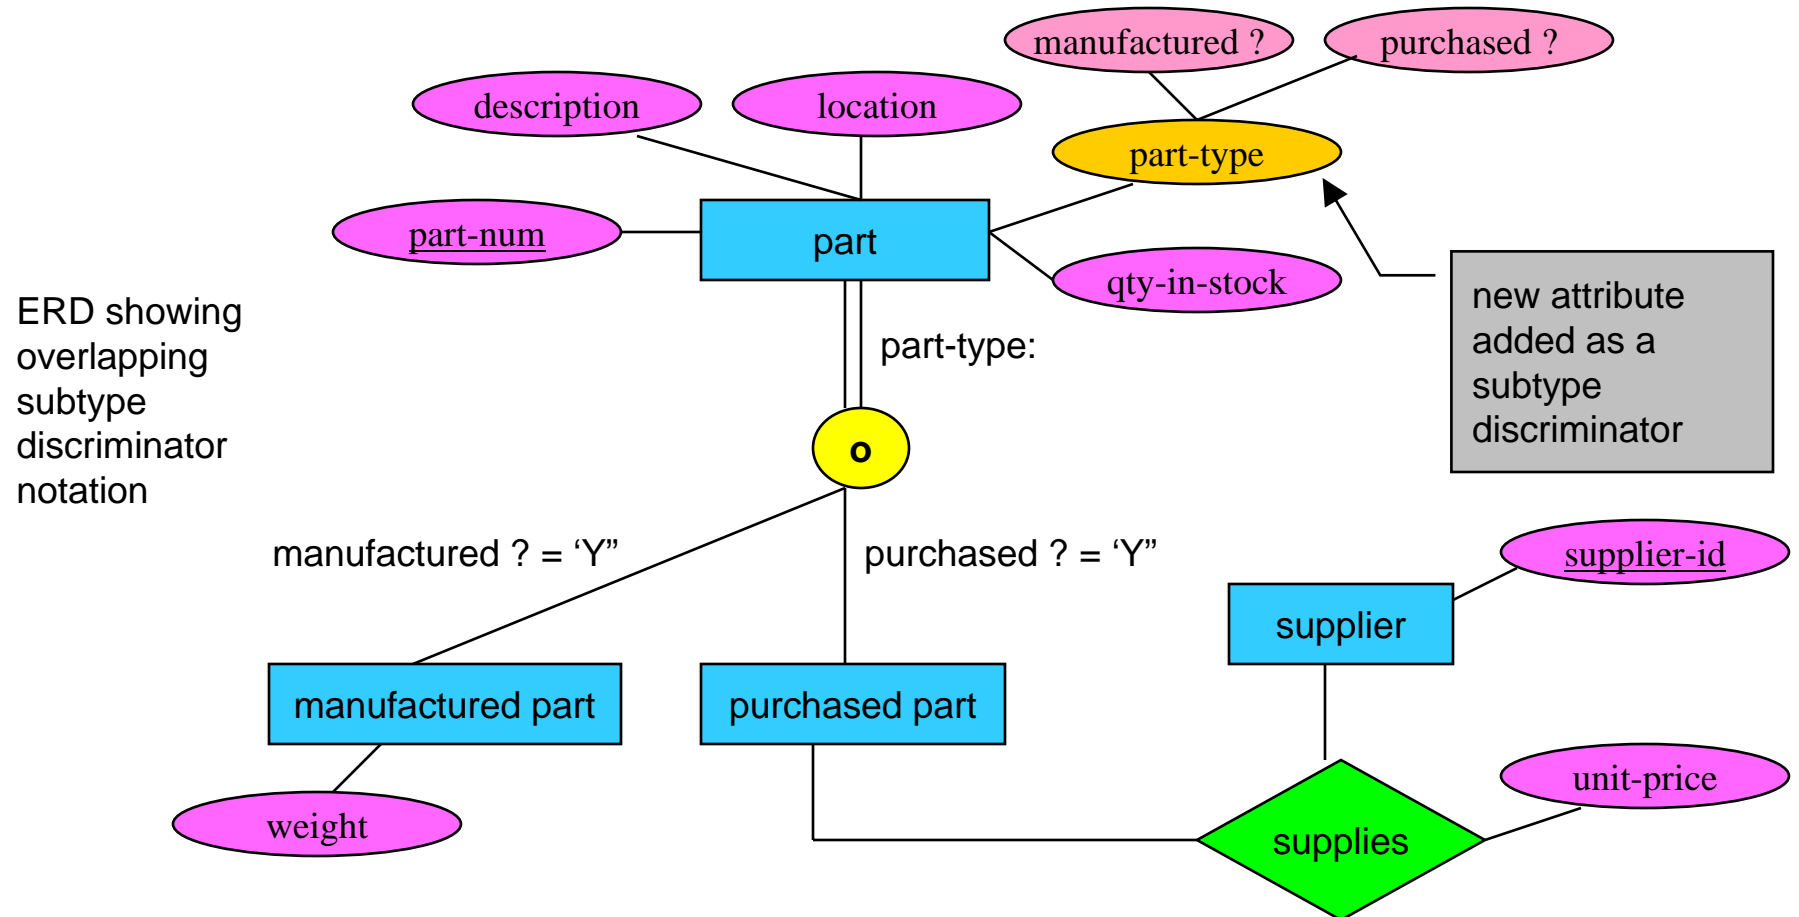 manufactured ?
purchased ?
description
location
part-type
part-num
part
qty-in-stock
ERD showing
overlapping
subtype
discriminator
notation
new attribute
added as a
subtype
discriminator
part-type:
o
manufactured ? = ‘Y”
purchased ? = ‘Y”
supplier-id
supplier
manufactured part
purchased part
unit-price
weight
supplies